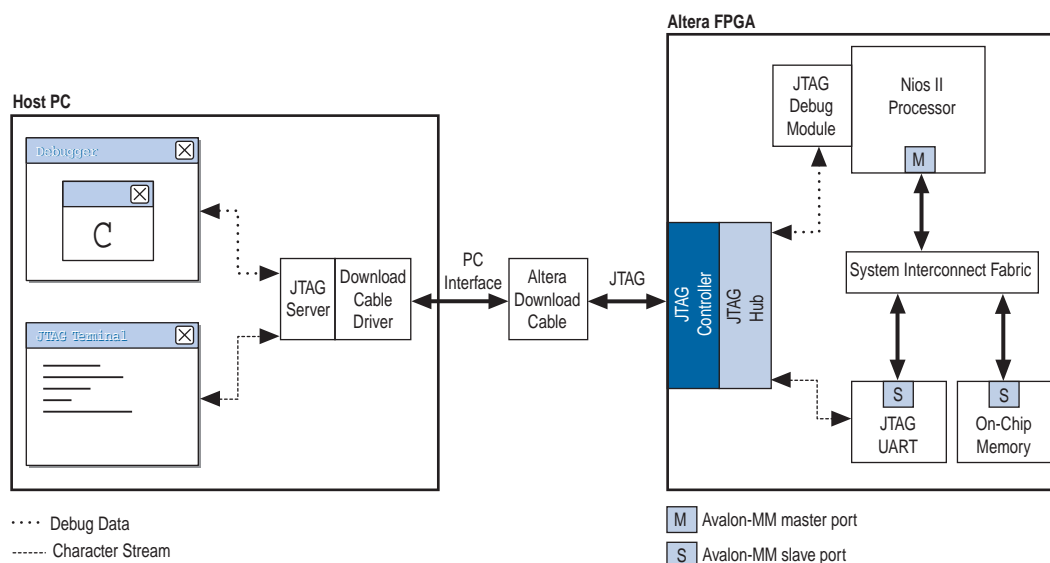 Altera FPGA
Host PC
Debugger
C
JTAG Terminal
JTAG
Server
Download
Cable
Driver
PC
Interface
Altera
Download
Cable
JTAG
JTAG
Controller
JTAG
Hub
JTAG
Debug
Module
Nios II
Processor
M
System Interconnect Fabric
S
JTAG
UART
S
On-Chip
Memory
Debug Data
Character Stream
M Avalon-MM master port
S Avalon-MM slave port